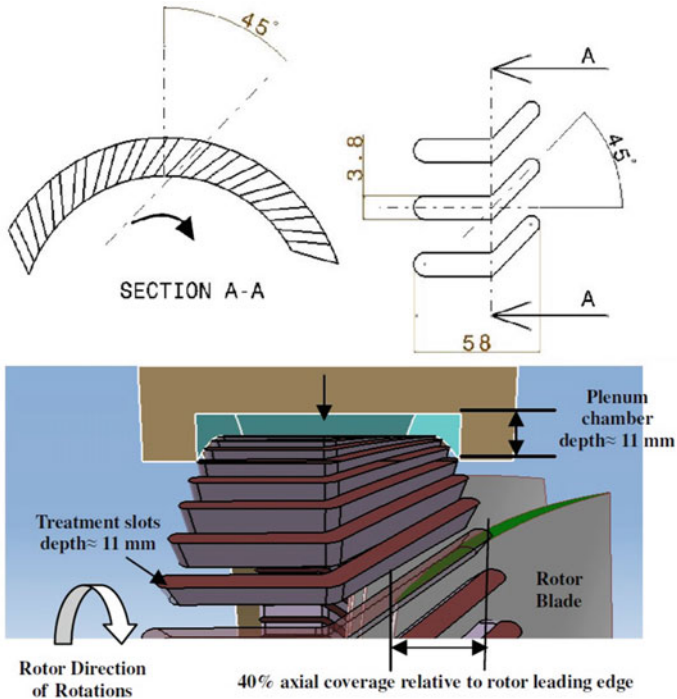 45°
SECTION A-A
A
3.8
45°
A
58
Plenum
chamber
depth≈ 11 mm
Treatment slots
depth≈ 11 mm
Rotor
Blade
Rotor Direction
of Rotations
40% axial coverage relative to rotor leading edge